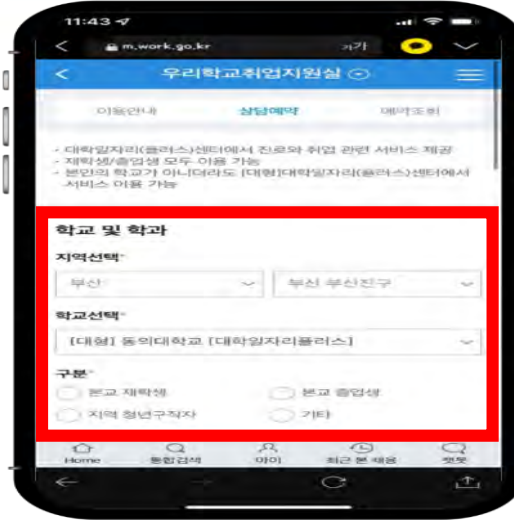 11:43
m.work.go.kr
가가
우리학교취업지원실
이용안내 상담예약 예약조회
- 대학일자리(플러스)센터에서 진로와 취업 관련 서비스 제공
- 재학생/졸업생 모두 이용 가능
- 본인의 학교가 아니더라도 [대형]대학일자리(플러스)센터에서
서비스 이용 가능
학교 및 학과
지역선택*
부산 부산 부산진구
학교선택*
[대형] 동의대학교 [대학일자리플러스]
구분*
본교 재학생 본교 졸업생
지역 청년구직자 기타
Home 통합검색 마이 최근 본 채용 챗봇